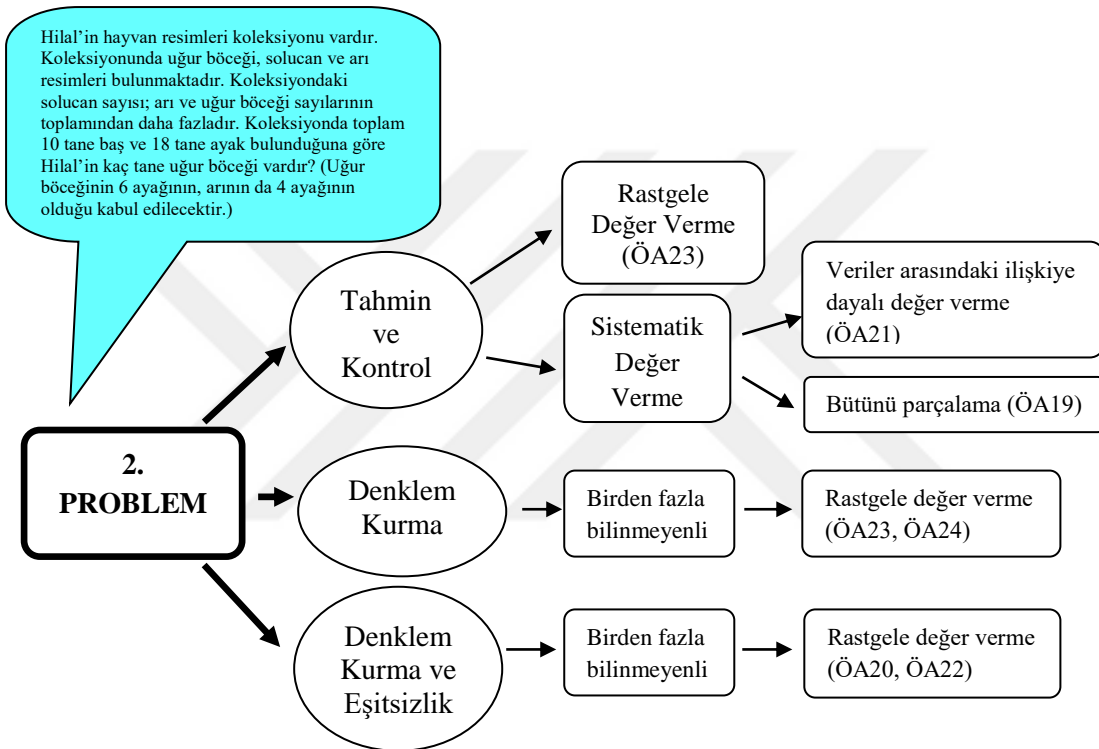 Hilal’in hayvan resimleri koleksiyonu vardır.
Koleksiyonunda uğur böceği, solucan ve arı
resimleri bulunmaktadır. Koleksiyondaki
solucan sayısı; arı ve uğur böceği sayılarının
toplamından daha fazladır. Koleksiyonda toplam
10 tane baş ve 18 tane ayak bulunduğuna göre
Hilal’in kaç tane uğur böceği vardır? (Uğur
böceğinin 6 ayağının, arının da 4 ayağının
olduğu kabul edilecektir.)
2.
PROBLEM
Tahmin
ve
Kontrol
Rastgele
Değer Verme
(ÖA23)
Sistematik
Değer
Verme
Veriler arasındaki ilişkiye
dayalı değer verme
(ÖA21)
Bütünü parçalama (ÖA19)
Denklem
Kurma
Birden fazla
bilinmeyenli
Rastgele değer verme
(ÖA23, ÖA24)
Denklem
Kurma ve
Eşitsizlik
Birden fazla
bilinmeyenli
Rastgele değer verme
(ÖA20, ÖA22)